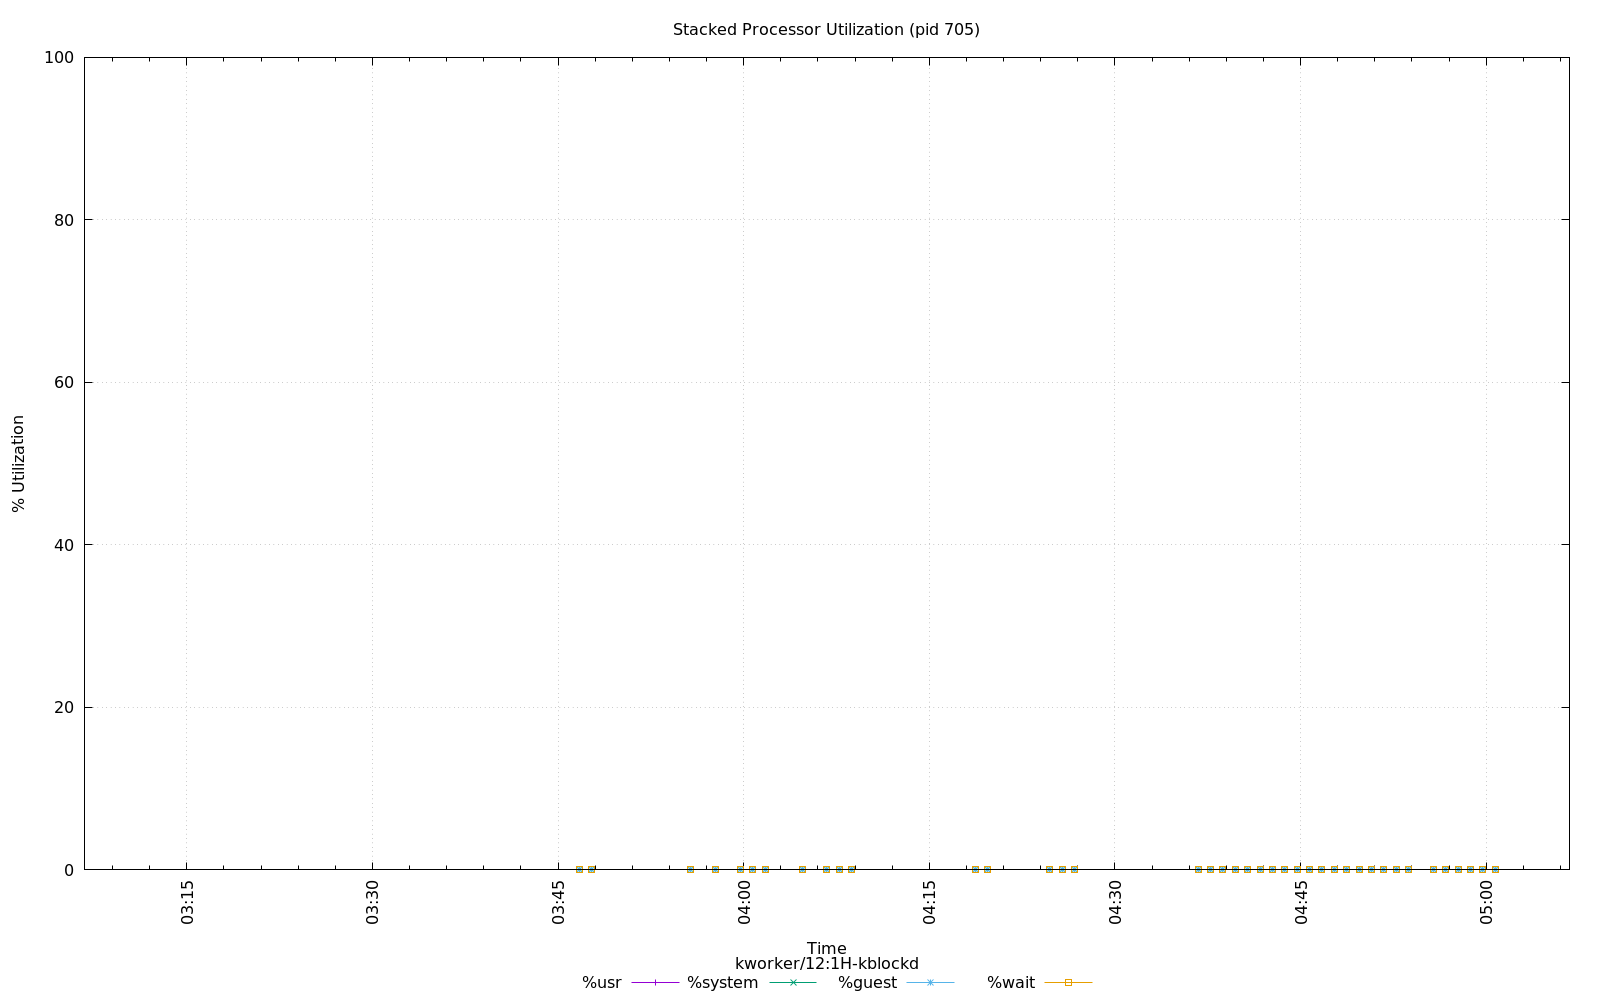 Stacked Processor Utilization (pid 705)
100
80
60
40
20
0
% Utilization
03:15 03:30 03:45 04:00 04:15 04:30 04:45 05:00
Time
kworker/12:1H-kblockd
%usr %system %guest %wait